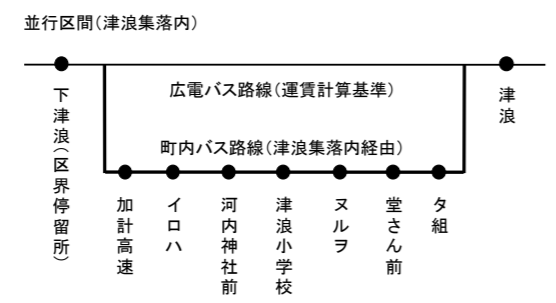 並行区間(津浪集落内)
広電バス路線(運賃計算基準)
町内バス路線(津浪集落内経由)
下津浪(区界停留所)
加計高速
イロハ
河内神社前
津浪小学校
ヌルヲ
堂さん前
タ組
津浪